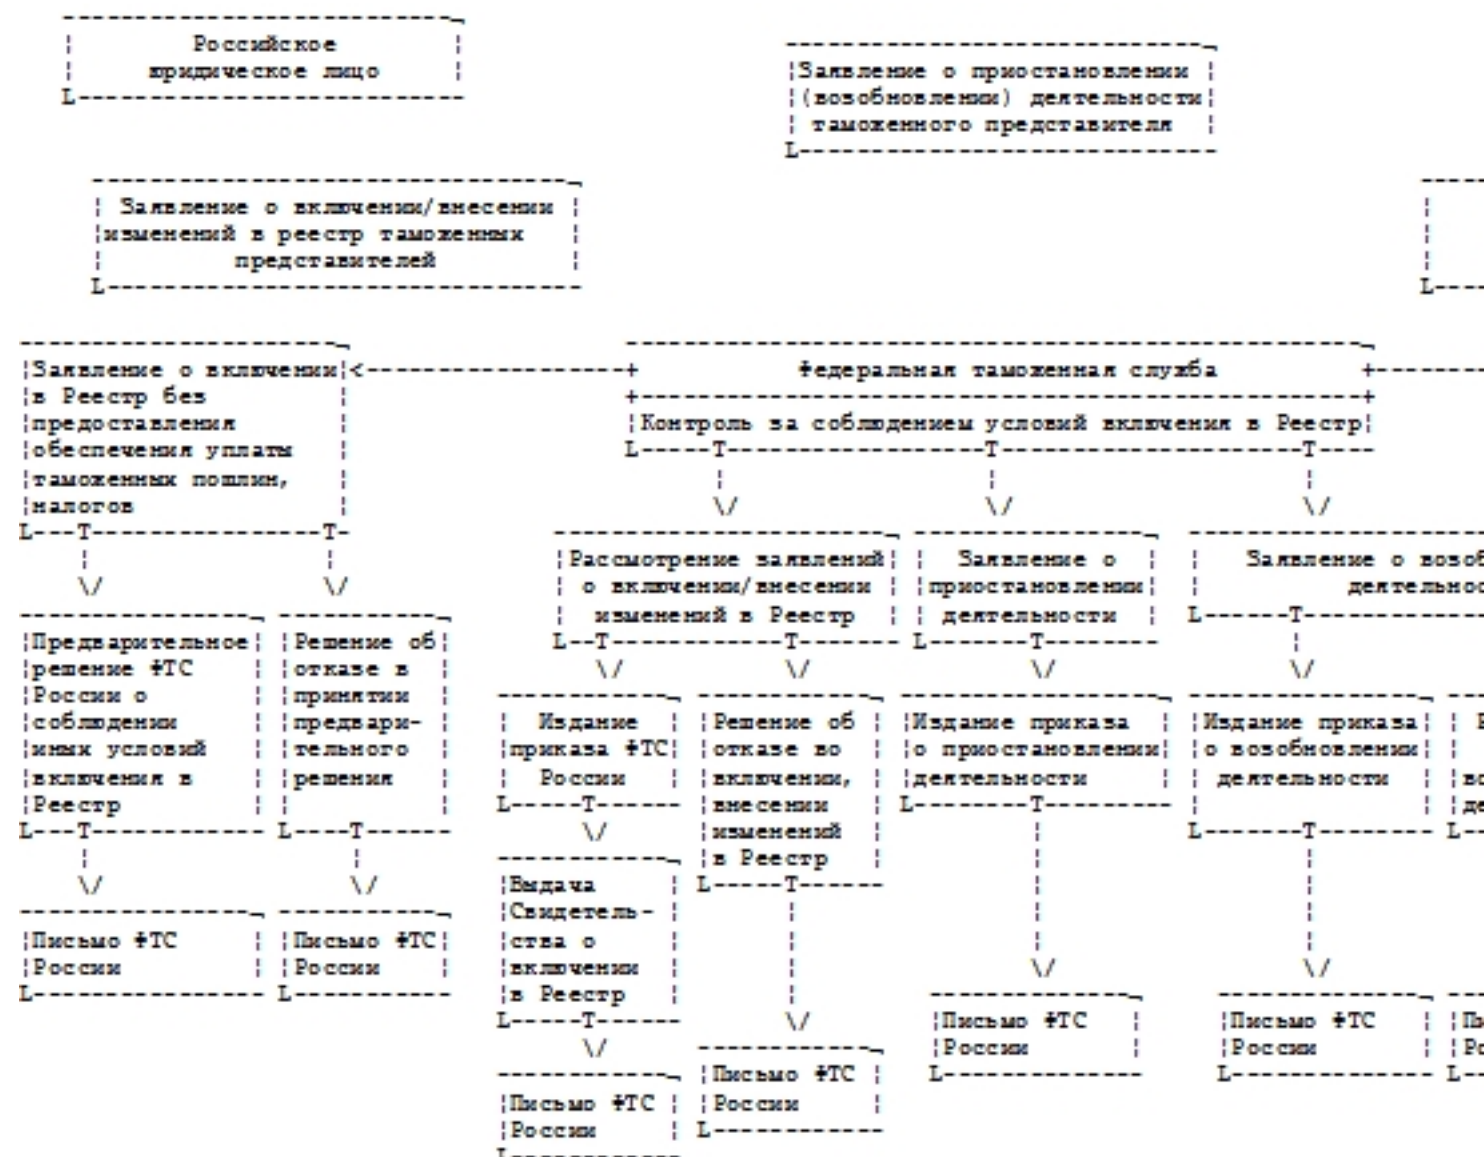 Российское
юридическое лицо
Заявление о приостановлении
(возобновлении) деятельности
таможенного представителя
Заявление о включении/внесении
изменений в реестр таможенных
представителей
Заявление о включении
в Реестр без
предоставления
обеспечения уплаты
таможенных пошлин,
налогов
Федеральная таможенная служба
Контроль за соблюдением условий включения в Реестр
Рассмотрение заявлений
о включении/внесении
изменений в Реестр
Заявление о
приостановлении
деятельности
Заявление о
Предварительное
решение ФТС
России о
соблюдении
иных условий
включения в
Реестр
Решение об
отказе в
принятии
предвари-
тельного
решения
Издание
приказа ФТС
России
Решение об
отказе во
включении,
внесении
изменений
в Реестр
Издание приказа
о приостановлении
деятельности
Издание приказа
о возобновлении
деятельности
Выдача
Свидетель-
ства о
включении
в Реестр
Письмо ФТС
России
Письмо ФТС
России
Письмо ФТС
России
Письмо ФТС
России
Письмо ФТС
России
Письмо ФТС
России